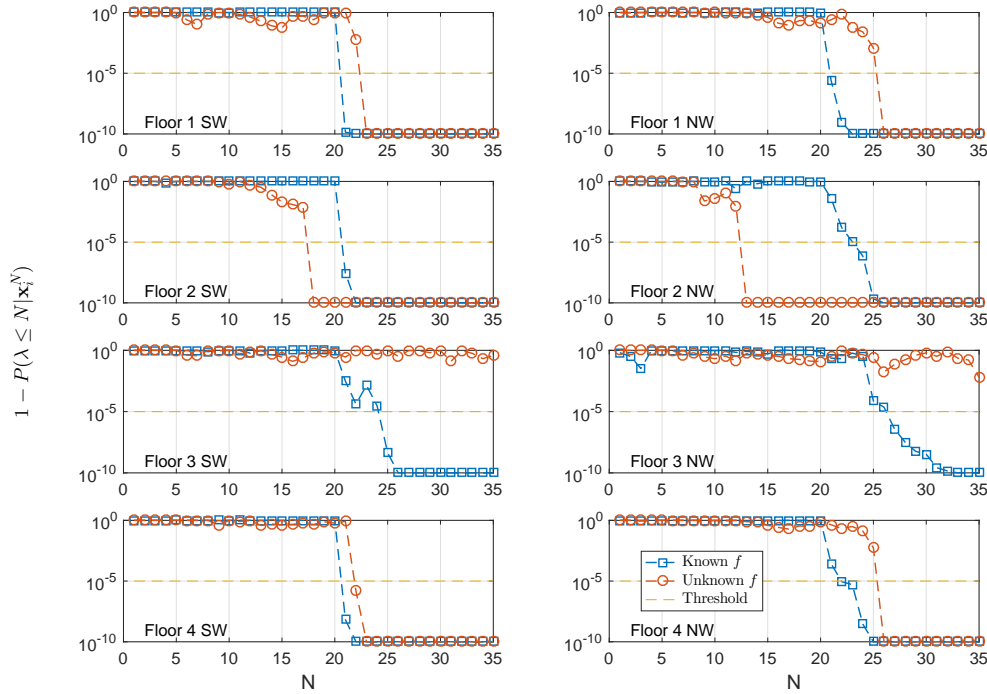 10^0
10^-5
10^-10
Floor 1 SW
0 5 10 15 20 25 30 35
10^0
10^-5
10^-10
Floor 1 NW
0 5 10 15 20 25 30 35
10^0
10^-5
10^-10
Floor 2 SW
0 5 10 15 20 25 30 35
10^0
10^-5
10^-10
Floor 2 NW
0 5 10 15 20 25 30 35
1 − P(λ ≤ N|x_i^N)
10^0
10^-5
10^-10
Floor 3 SW
0 5 10 15 20 25 30 35
10^0
10^-5
10^-10
Floor 3 NW
0 5 10 15 20 25 30 35
10^0
10^-5
10^-10
Floor 4 SW
0 5 10 15 20 25 30 35
N
10^0
10^-5
10^-10
Known f
Unknown f
Threshold
Floor 4 NW
0 5 10 15 20 25 30 35
N